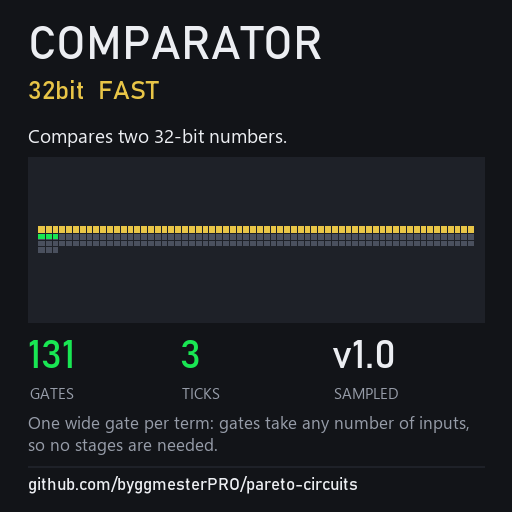 COMPARATOR
32bit FAST
Compares two 32-bit numbers.
131 3 v1.0
GATES TICKS SAMPLED
One wide gate per term: gates take any number of inputs,
so no stages are needed.
github.com/byggmesterPRO/pareto-circuits